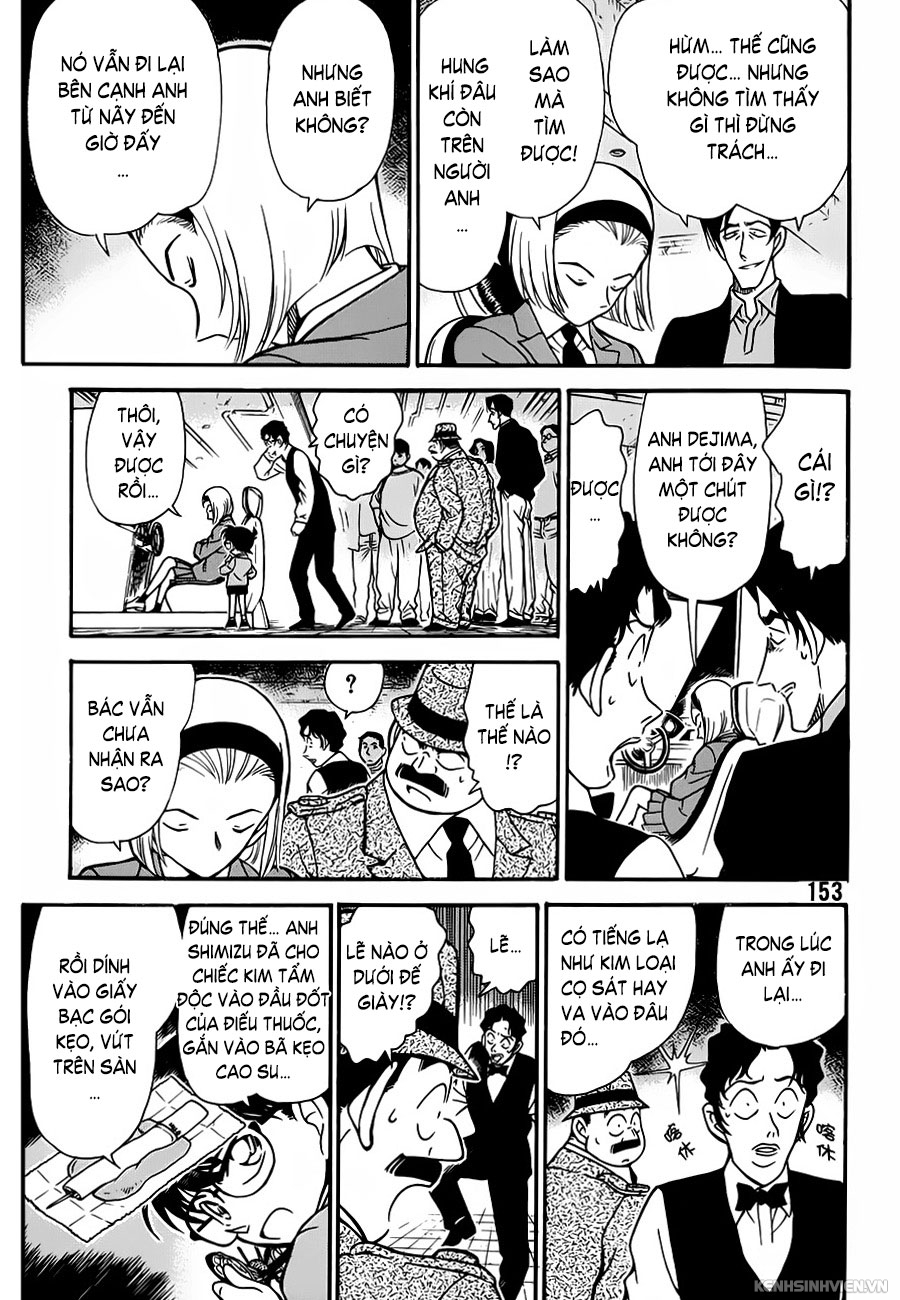 HỪM... THẾ CŨNG
ĐƯỢC... NHƯNG
KHÔNG TÌM THẤY
GÌ THÌ ĐỪNG
TRÁCH...
LÀM
SAO
MÀ
TÌM
ĐƯỢC!
HUNG
KHÍ ĐÂU
CÒN
TRÊN
NGƯỜI
ANH
...
NHƯNG
ANH BIẾT
KHÔNG?
NÓ VẪN ĐI LẠI
BÊN CẠNH ANH
TỪ NÃY ĐẾN
GIỜ ĐẤY
...
CÁI
GÌ!?
ANH DEJIMA,
ANH TỚI ĐÂY
MỘT CHÚT
ĐƯỢC
KHÔNG?
ĐƯỢC
...
CÓ
CHUYỆN
GÌ?
THÔI,
VẬY
ĐƯỢC
RỒI...
THẾ LÀ
THẾ NÀO
!?
?
BÁC VẪN
CHƯA
NHẬN RA
SAO?
153
TRONG LÚC
ANH ẤY ĐI
LẠI...
CÓ TIẾNG LẠ
NHƯ KIM LOẠI
CỌ SÁT HAY
VA VÀO ĐÂU
ĐÓ...
喀
休
喀
休
LẼ...
LẼ NÀO Ở
DƯỚI ĐẾ
GIÀY!?
ĐÚNG THẾ... ANH
SHIMIZU ĐÃ CHO
CHIẾC KIM TẨM
ĐỘC VÀO ĐẦU ĐỐT
CỦA ĐIẾU THUỐC,
GẮN VÀO BÃ KẸO
CAO SU...
RỒI DÍNH
VÀO GIẤY
BẠC GÓI
KẸO, VỨT
TRÊN SÀN
...
KENHSINHVIEN.VN